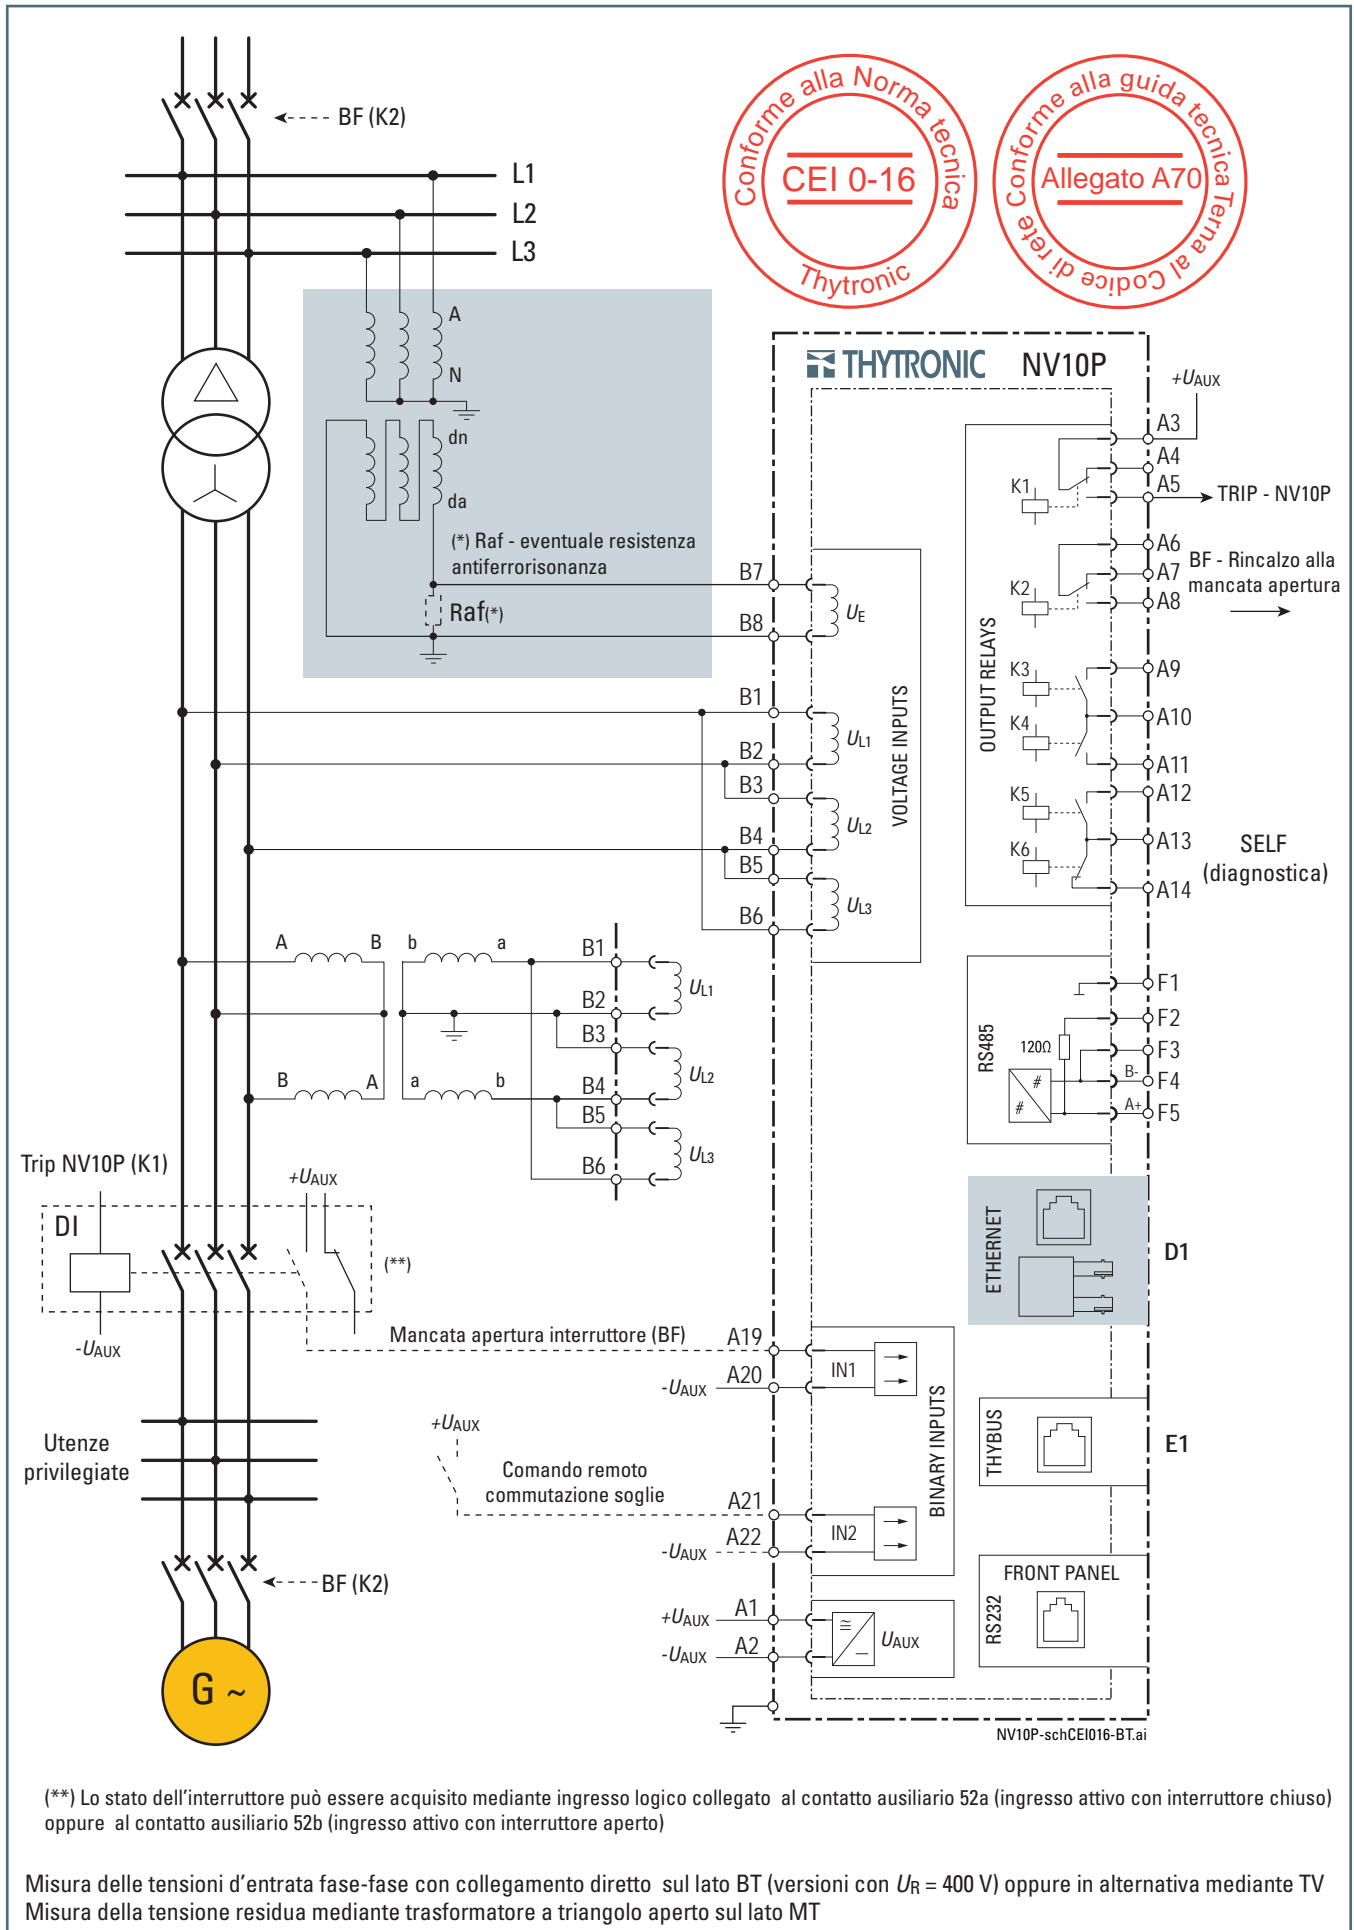 BF (K2)
L1
L2
L3
Conforme alla Norma tecnica
CEI 0-16
Thytronic
Conforme alla guida tecnica Terna al Codice di rete
Allegato A70
A
N
dn
da
(*) Raf - eventuale resistenza
antiferrorisonanza
Raf(*)
THYTRONIC NV10P
+UAUX
A3
A4
A5
TRIP - NV10P
K1
A6
A7
A8
BF - Rincalzo alla
mancata apertura
K2
OUTPUT RELAYS
K3
K4
K5
K6
A9
A10
A11
A12
A13
A14
SELF
(diagnostica)
B7
B8
UE
B1
B2
B3
B4
B5
B6
UL1
UL2
UL3
VOLTAGE INPUTS
A
B
b
a
B
A
a
b
B1
B2
B3
B4
B5
B6
UL1
UL2
UL3
RS485
120Ω
#
#
B-
A+
F1
F2
F3
F4
F5
Trip NV10P (K1)
+UAUX
DI
(**)
-UAUX
ETHERNET
D1
Mancata apertura interruttore (BF)
A19
-UAUX A20
IN1
BINARY INPUTS
THYBUS
E1
Utenze
privilegiate
+UAUX
Comando remoto
commutazione soglie
A21
-UAUX A22
IN2
BF (K2)
FRONT PANEL
RS232
+UAUX A1
-UAUX A2
≅
UAUX
G ~
NV10P-schCEI016-BT.ai
(**) Lo stato dell'interruttore può essere acquisito mediante ingresso logico collegato al contatto ausiliario 52a (ingresso attivo con interruttore chiuso)
oppure al contatto ausiliario 52b (ingresso attivo con interruttore aperto)
Misura delle tensioni d'entrata fase-fase con collegamento diretto sul lato BT (versioni con UR = 400 V) oppure in alternativa mediante TV
Misura della tensione residua mediante trasformatore a triangolo aperto sul lato MT